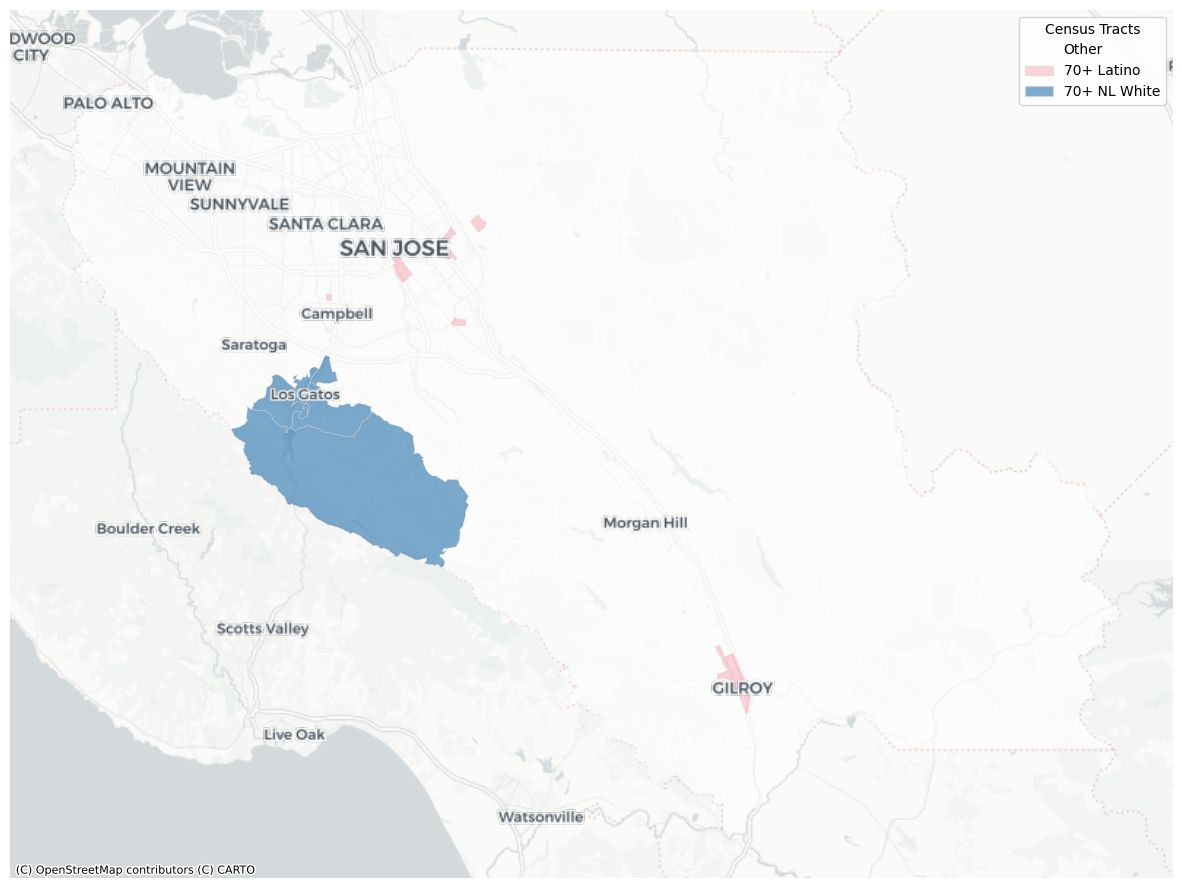 DWOOD
CITY
PALO ALTO
MOUNTAIN
VIEW
SUNNYVALE
SANTA CLARA
SAN JOSE
Campbell
Saratoga
Los Gatos
Morgan Hill
Boulder Creek
Scotts Valley
GILROY
Live Oak
Watsonville
Census Tracts
Other
70+ Latino
70+ NL White
(C) OpenStreetMap contributors (C) CARTO